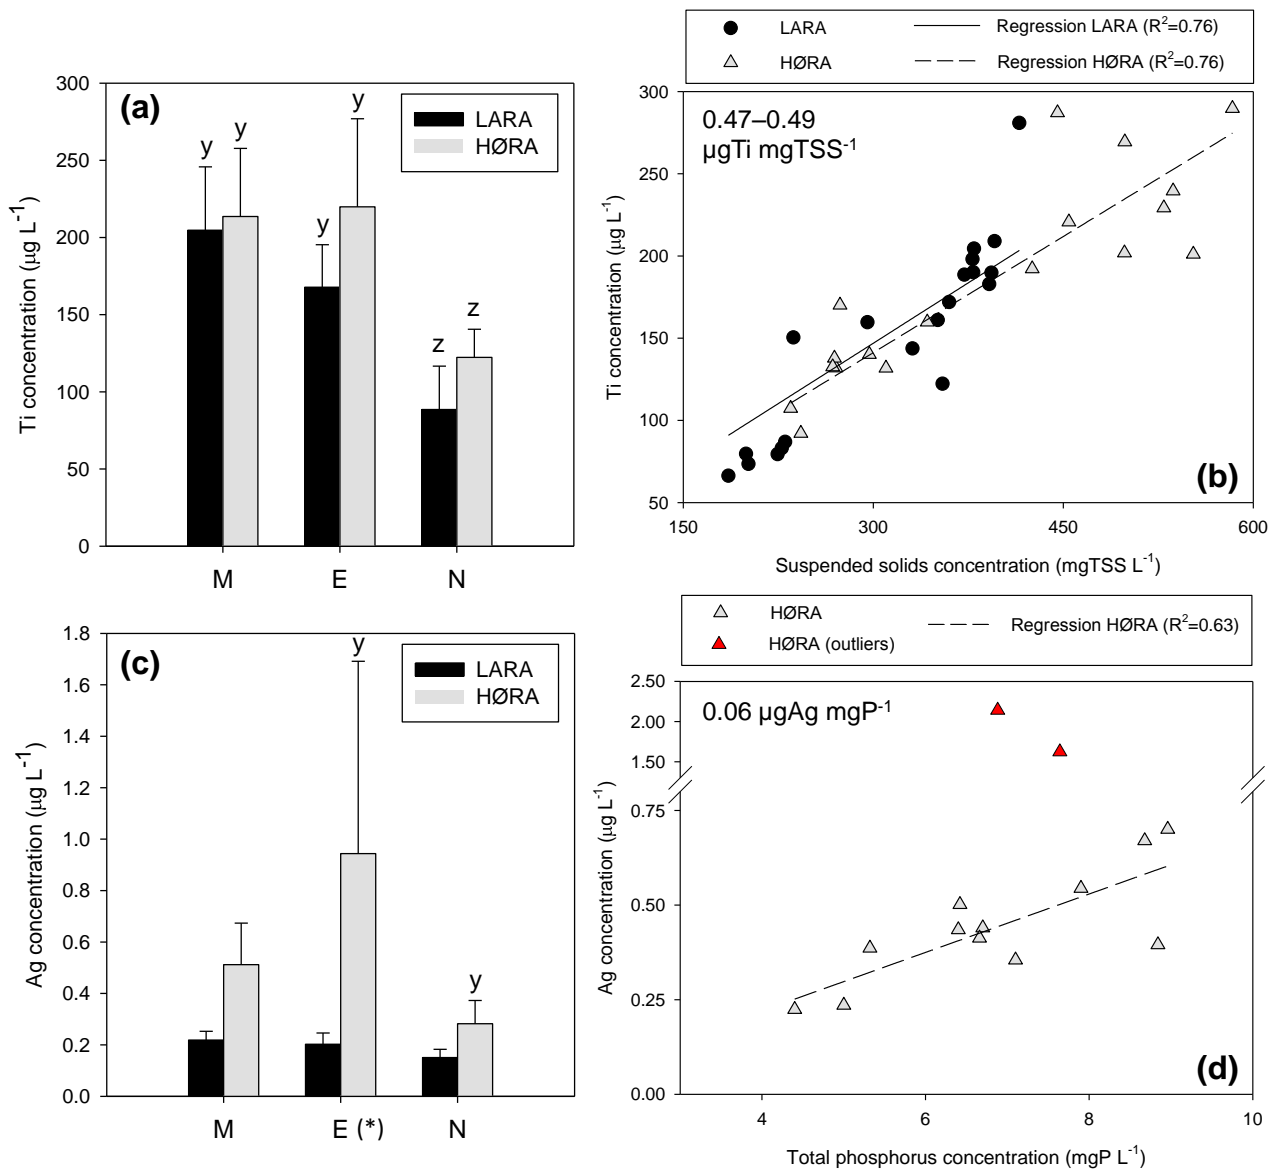 (a)
LARA
HØRA
300
250
200
150
100
50
0
Ti concentration (µg L-1)
y
y
y
y
z
z
M
E
N
LARA
HØRA
Regression LARA (R2=0.76)
Regression HØRA (R2=0.76)
0.47–0.49
µgTi mgTSS-1
300
250
200
150
100
50
Ti concentration (µg L-1)
(b)
150
300
450
600
Suspended solids concentration (mgTSS L-1)
(c)
LARA
HØRA
1.8
1.6
1.4
1.2
1.0
0.8
0.6
0.4
0.2
0.0
Ag concentration (µg L-1)
y
y
M
E (*)
N
HØRA
HØRA (outliers)
Regression HØRA (R2=0.63)
0.06 µgAg mgP-1
2.50
2.00
1.50
0.75
0.50
0.25
0.00
Ag concentration (µg L-1)
(d)
4
6
8
10
Total phosphorus concentration (mgP L-1)